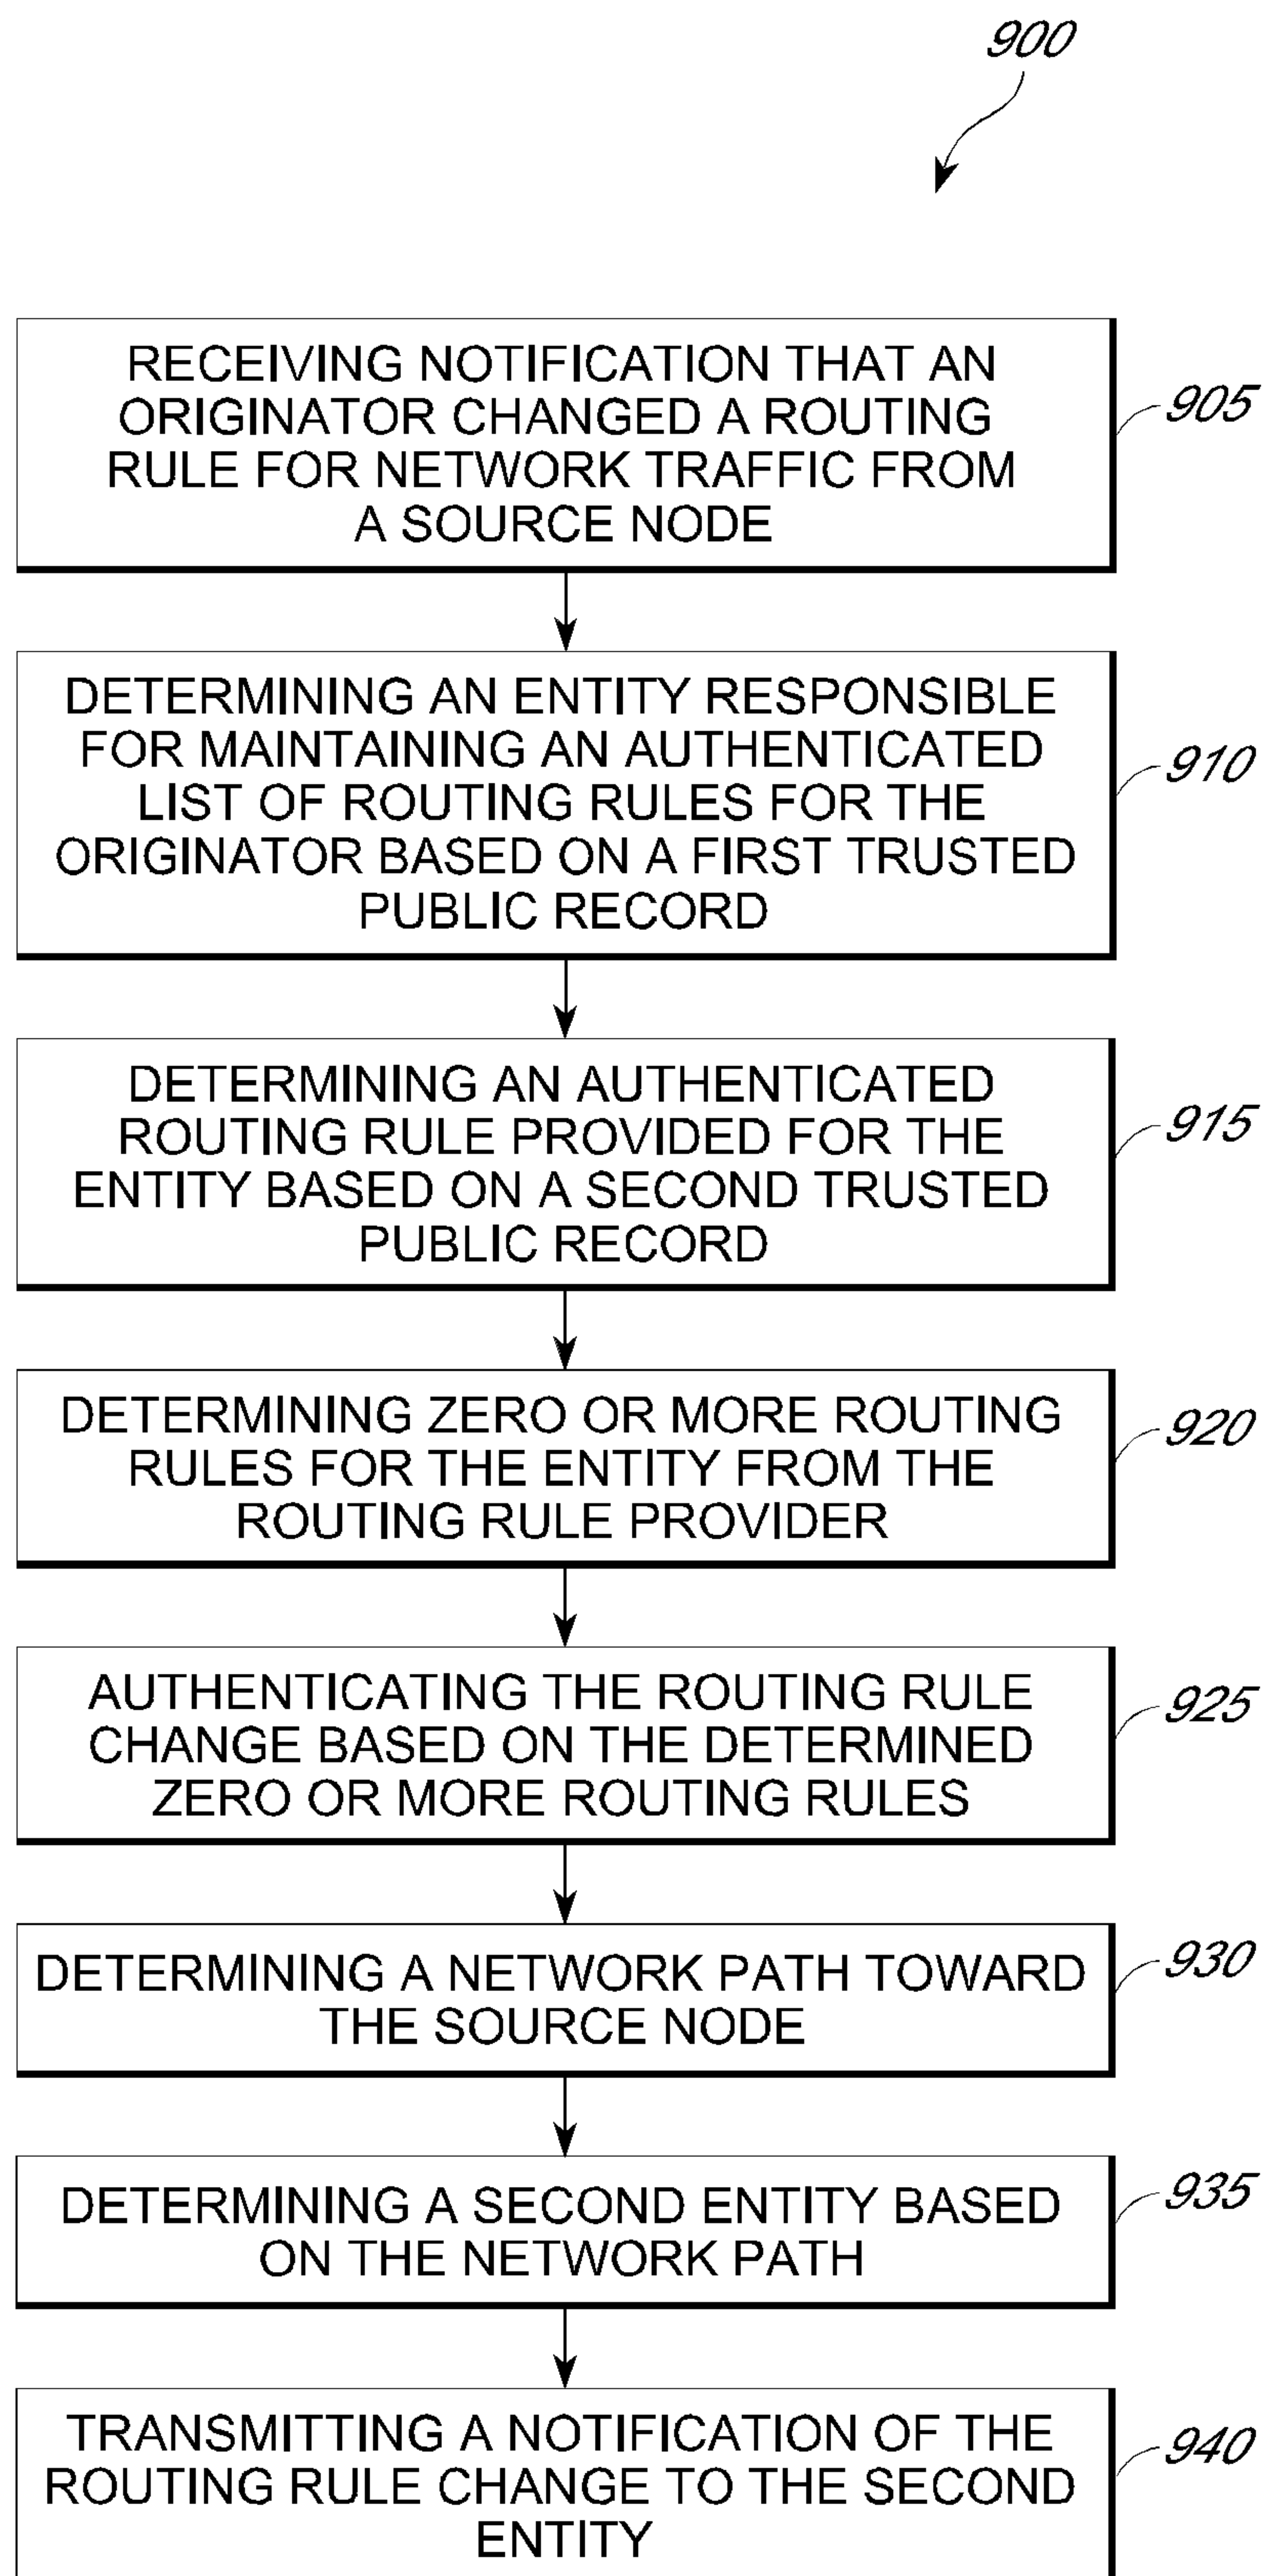 900
RECEIVING NOTIFICATION THAT AN
ORIGINATOR CHANGED A ROUTING
RULE FOR NETWORK TRAFFIC FROM
A SOURCE NODE
905
DETERMINING AN ENTITY RESPONSIBLE
FOR MAINTAINING AN AUTHENTICATED
LIST OF ROUTING RULES FOR THE
ORIGINATOR BASED ON A FIRST TRUSTED
PUBLIC RECORD
910
DETERMINING AN AUTHENTICATED
ROUTING RULE PROVIDED FOR THE
ENTITY BASED ON A SECOND TRUSTED
PUBLIC RECORD
915
DETERMINING ZERO OR MORE ROUTING
RULES FOR THE ENTITY FROM THE
ROUTING RULE PROVIDER
920
AUTHENTICATING THE ROUTING RULE
CHANGE BASED ON THE DETERMINED
ZERO OR MORE ROUTING RULES
925
DETERMINING A NETWORK PATH TOWARD
THE SOURCE NODE
930
DETERMINING A SECOND ENTITY BASED
ON THE NETWORK PATH
935
TRANSMITTING A NOTIFICATION OF THE
ROUTING RULE CHANGE TO THE SECOND
ENTITY
940